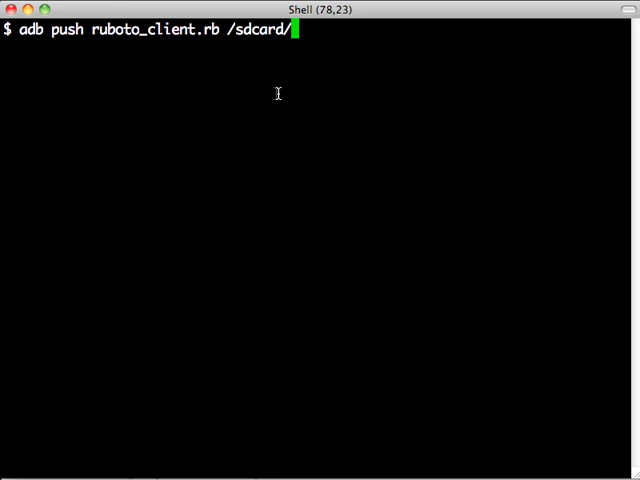 Shell (78,23)
$ adb push ruboto_client.rb /sdcard/